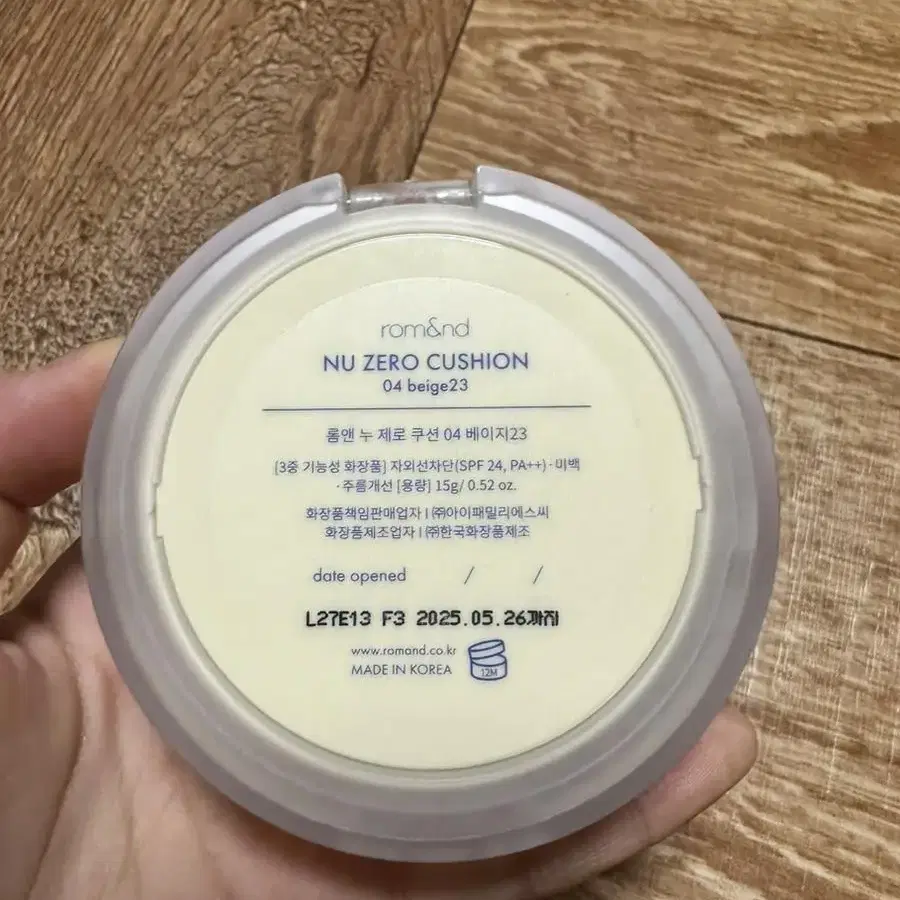 rom&nd
NU ZERO CUSHION
04 beige23
롬앤 누 제로 쿠션 04 베이지23
[3중 기능성 화장품] 자외선차단(SPF 24, PA++)·미백
·주름개선 [용량] 15g/ 0.52 oz.
화장품책임판매업자 I ㈜아이패밀리에스씨
화장품제조업자 I ㈜한국화장품제조
date opened / /
L27E13 F3 2025.05.26까지
www.romand.co.kr
MADE IN KOREA
12M